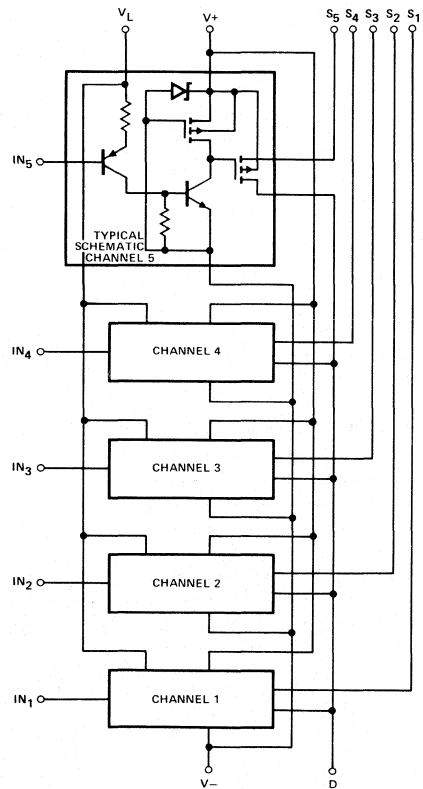 VL V+ S5 S4 S3 S2 S1
IN5
TYPICAL
SCHEMATIC
CHANNEL 5
IN4 CHANNEL 4
IN3 CHANNEL 3
IN2 CHANNEL 2
IN1 CHANNEL 1
V− D